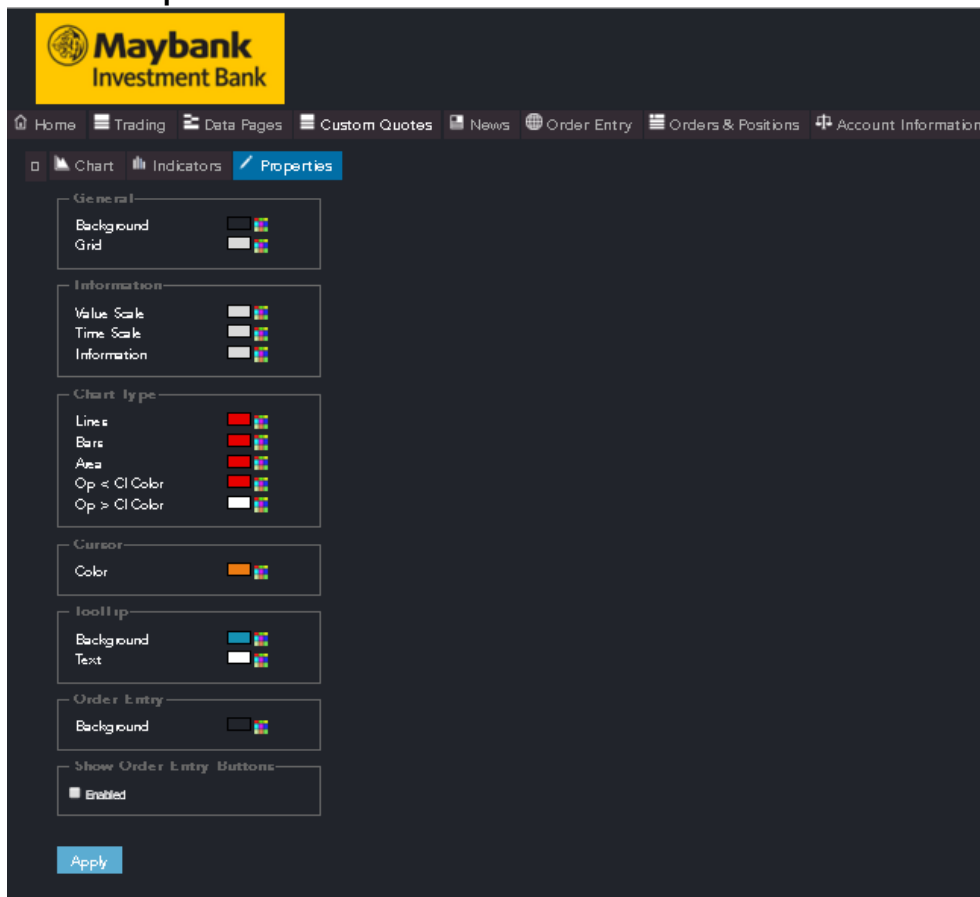 Maybank
Investment Bank
Home Trading Data Pages Custom Quotes News Order Entry Orders & Positions Account Information
Chart Indicators Properties
General
Background
Grid
Information
Value Scale
Time Scale
Information
Chart Type
Lines
Bars
Area
Op < Cl Color
Op > Cl Color
Cursor
Color
ToolTip
Background
Text
Order Entry
Background
Show Order Entry Buttons
Enabled
Apply